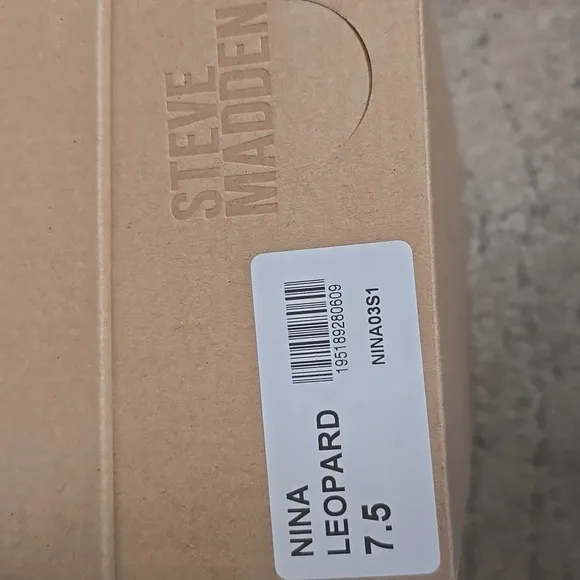 STEVE
MADDEN
NINA
LEOPARD
7.5
195189280609
NINA03S1